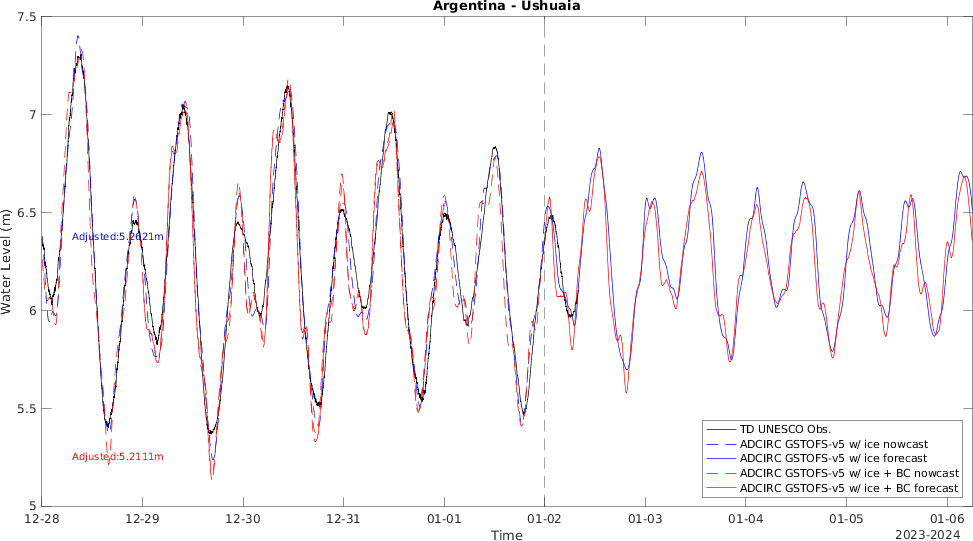 Argentina - Ushuaia
7.5
7
6.5
6
5.5
5
Water Level (m)
Adjusted:5.2621m
Adjusted:5.2111m
TD UNESCO Obs.
ADCIRC GSTOFS-v5 w/ ice nowcast
ADCIRC GSTOFS-v5 w/ ice forecast
ADCIRC GSTOFS-v5 w/ ice + BC nowcast
ADCIRC GSTOFS-v5 w/ ice + BC forecast
12-28 12-29 12-30 12-31 01-01 01-02 01-03 01-04 01-05 01-06
Time
2023-2024